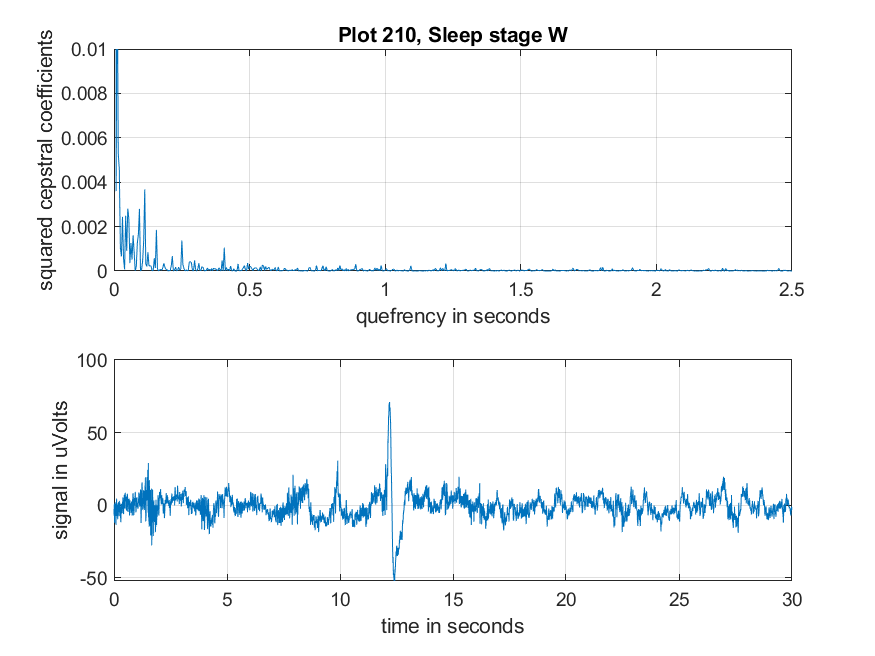 Plot 210, Sleep stage W
squared cepstral coefficients
0.01
0.008
0.006
0.004
0.002
0
0 0.5 1 1.5 2 2.5
quefrency in seconds
signal in uVolts
100
50
0
-50
0 5 10 15 20 25 30
time in seconds